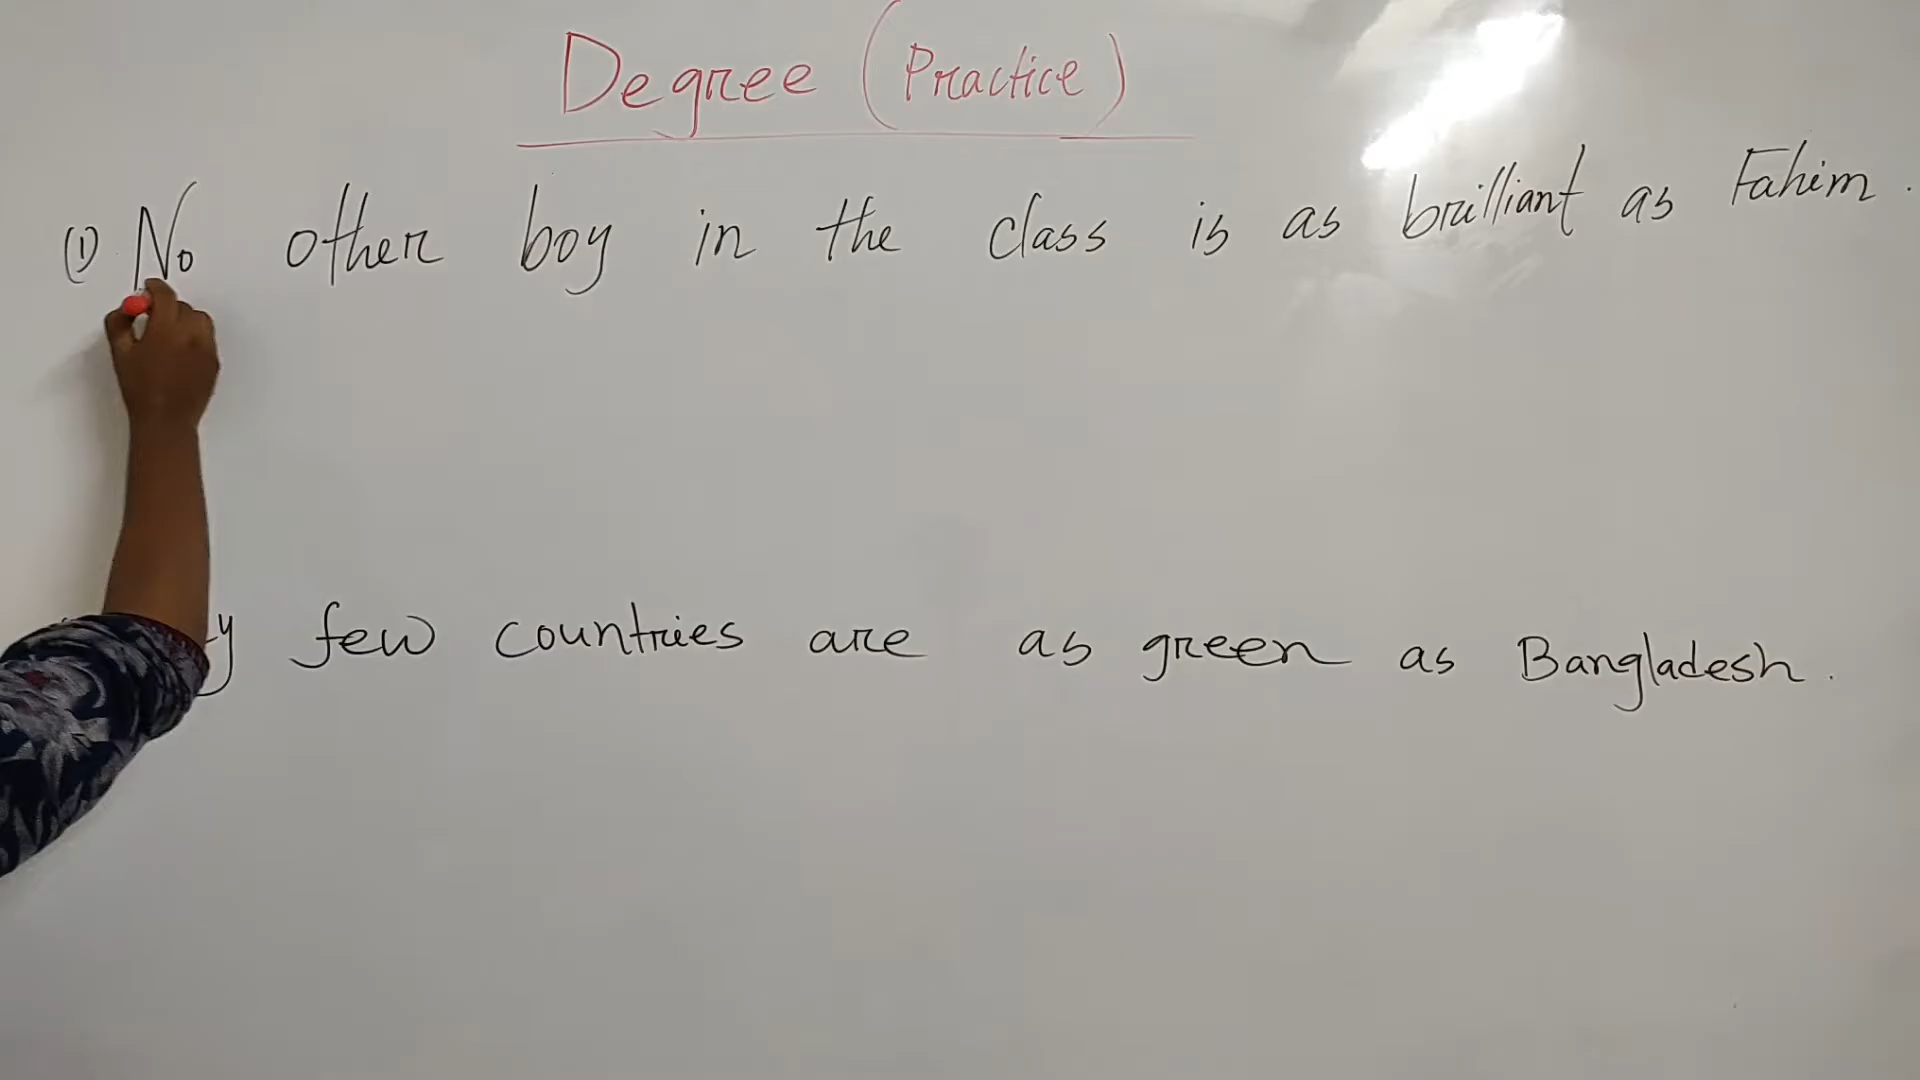 Degree (Practice)
(1) No other boy in the class is as brilliant as Fahim.
few countries are as green as Bangladesh.